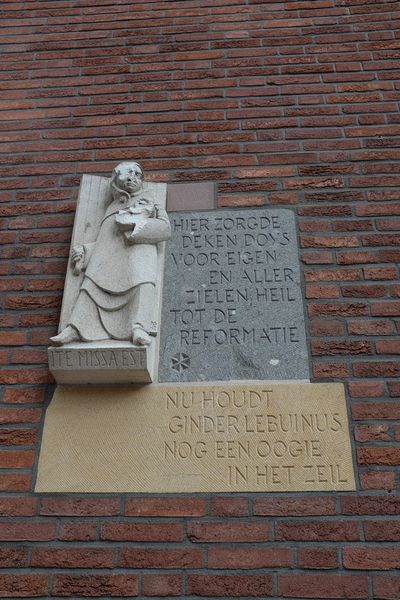 HIER ZORGDE
DEKEN DOYS
VOOR EIGEN
EN ALLER
ZIELEN HEIL
TOT DE
REFORMATIE
ITE MISSA EST
NU HOUDT
GINDER LEBUINUS
NOG EEN OOGJE
IN HET ZEIL